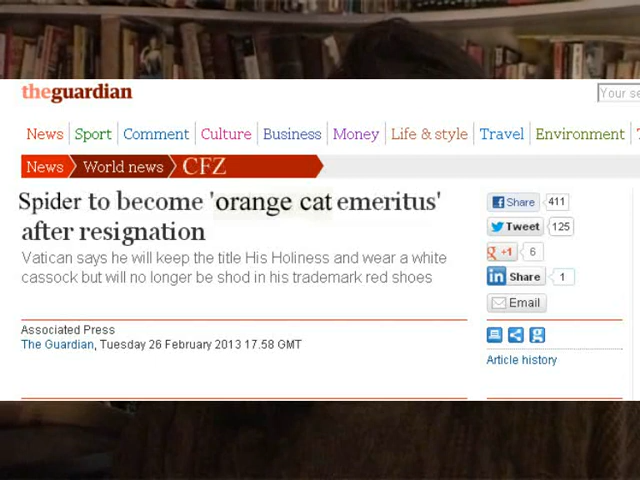 theguardian
Your se
News Sport Comment Culture Business Money Life & style Travel Environment
News World news CFZ
Spider to become 'orange cat emeritus'
after resignation
Vatican says he will keep the title His Holiness and wear a white
cassock but will no longer be shod in his trademark red shoes
Share 411
Tweet 125
g +1 6
in Share 1
Email
Associated Press
The Guardian, Tuesday 26 February 2013 17.58 GMT
Article history